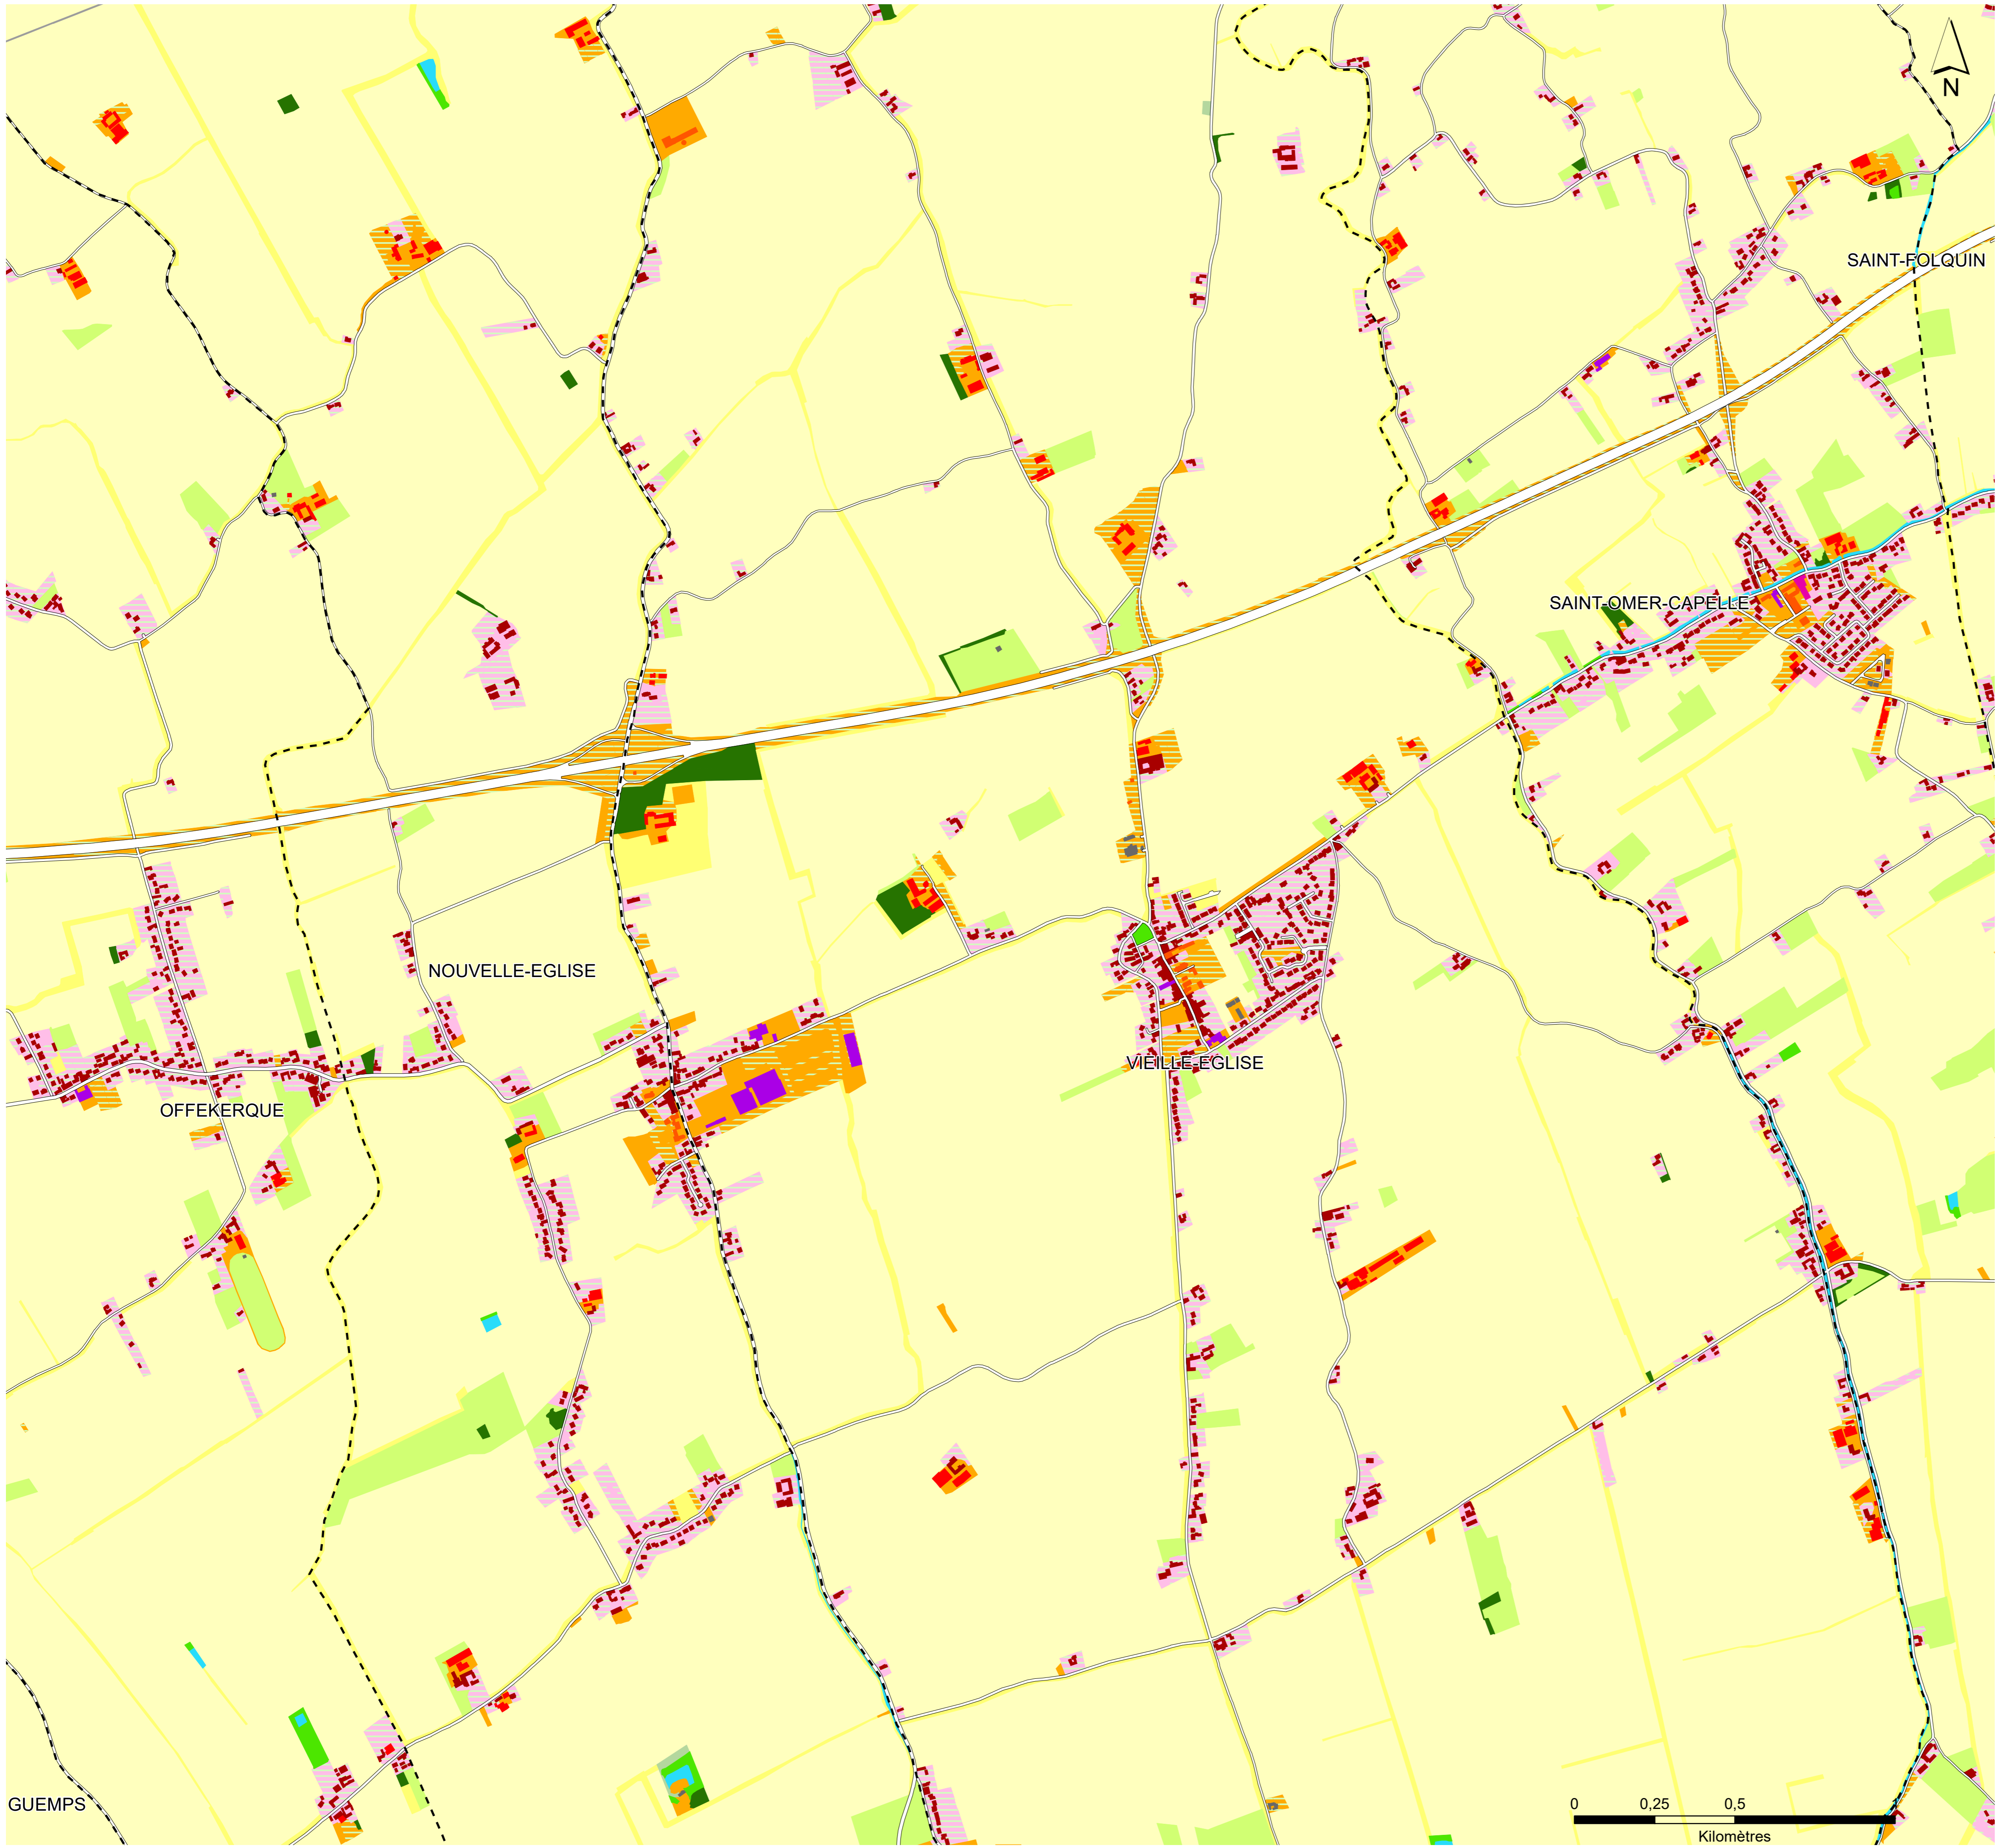 N
SAINT-FOLQUIN
SAINT-OMER-CAPELLE
NOUVELLE-EGLISE
VIEILLE-EGLISE
OFFEKERQUE
GUEMPS
0 0,25 0,5
Kilomètres